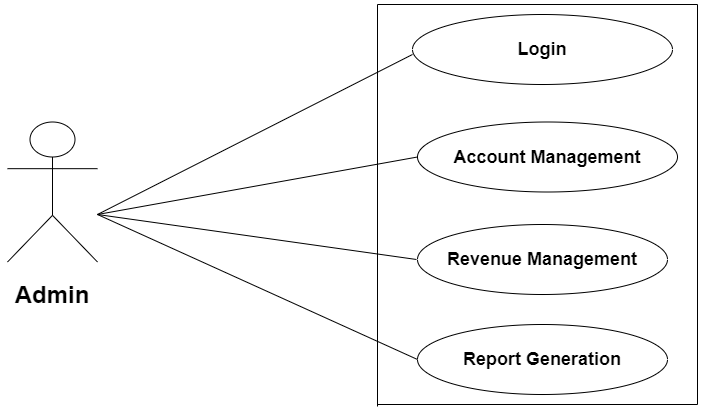 Login
Account Management
Revenue Management
Admin
Report Generation